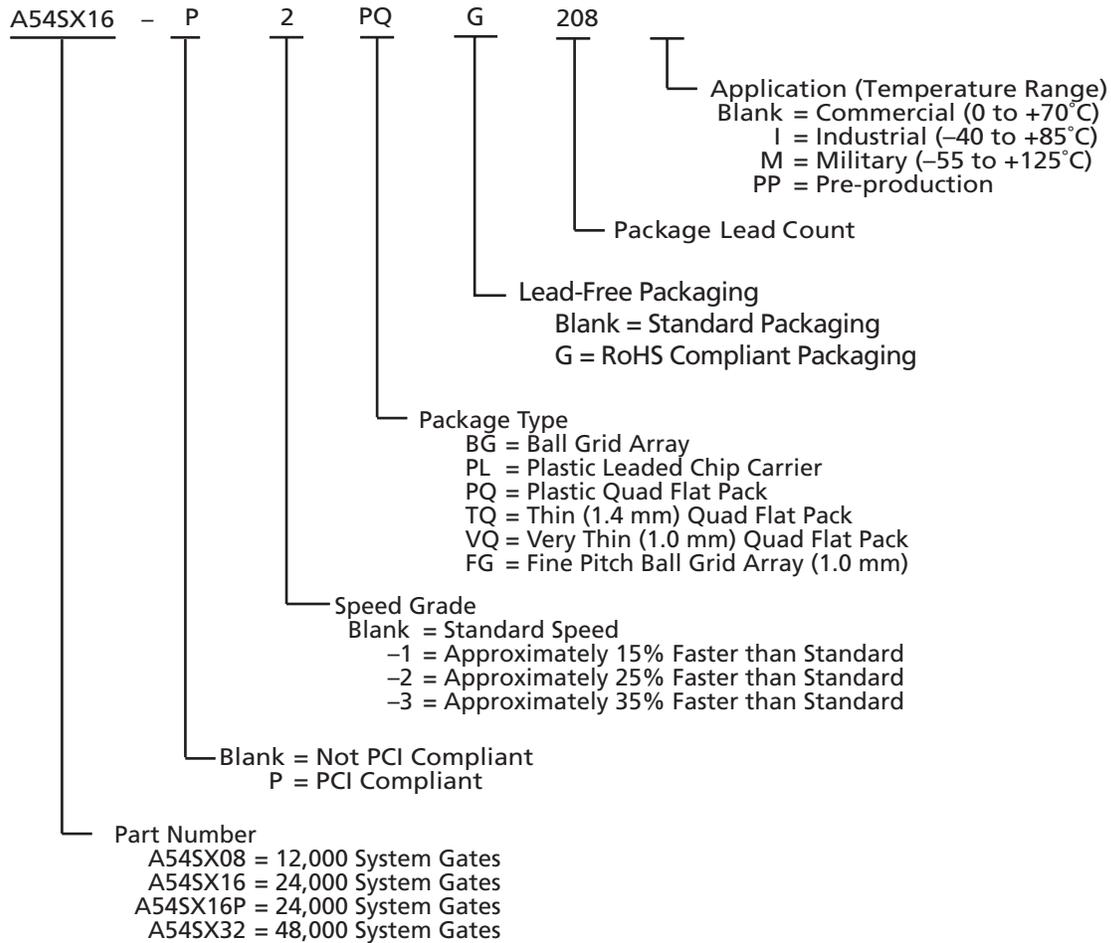 A54SX16 – P 2 PQ G 208
Application (Temperature Range)
Blank = Commercial (0 to +70˚C)
I = Industrial (–40 to +85˚C)
M = Military (–55 to +125˚C)
PP = Pre-production
Package Lead Count
Lead-Free Packaging
Blank = Standard Packaging
G = RoHS Compliant Packaging
Package Type
BG = Ball Grid Array
PL = Plastic Leaded Chip Carrier
PQ = Plastic Quad Flat Pack
TQ = Thin (1.4 mm) Quad Flat Pack
VQ = Very Thin (1.0 mm) Quad Flat Pack
FG = Fine Pitch Ball Grid Array (1.0 mm)
Speed Grade
Blank = Standard Speed
–1 = Approximately 15% Faster than Standard
–2 = Approximately 25% Faster than Standard
–3 = Approximately 35% Faster than Standard
Blank = Not PCI Compliant
P = PCI Compliant
Part Number
A54SX08 = 12,000 System Gates
A54SX16 = 24,000 System Gates
A54SX16P = 24,000 System Gates
A54SX32 = 48,000 System Gates